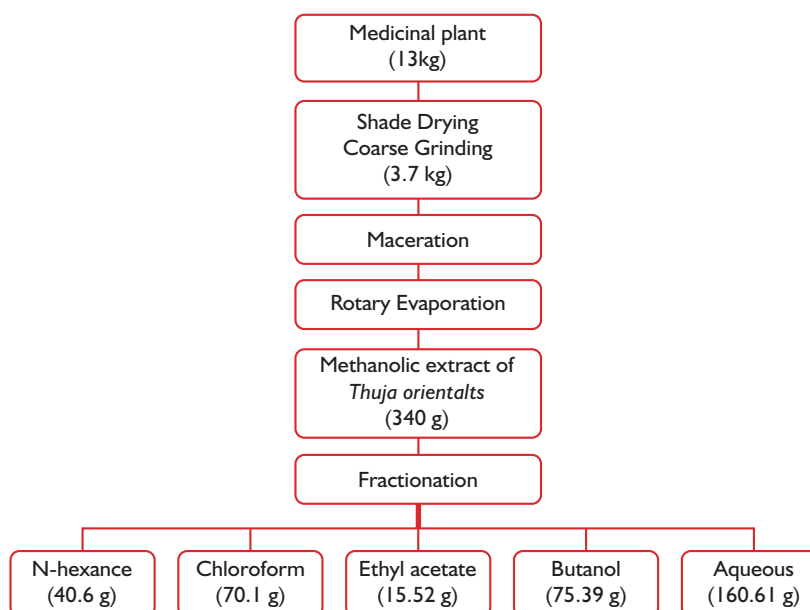 Medicinal plant
(13kg)
Shade Drying
Coarse Grinding
(3.7 kg)
Maceration
Rotary Evaporation
Methanolic extract of
Thuja orientalts
(340 g)
Fractionation
N-hexance
(40.6 g)
Chloroform
(70.1 g)
Ethyl acetate
(15.52 g)
Butanol
(75.39 g)
Aqueous
(160.61 g)